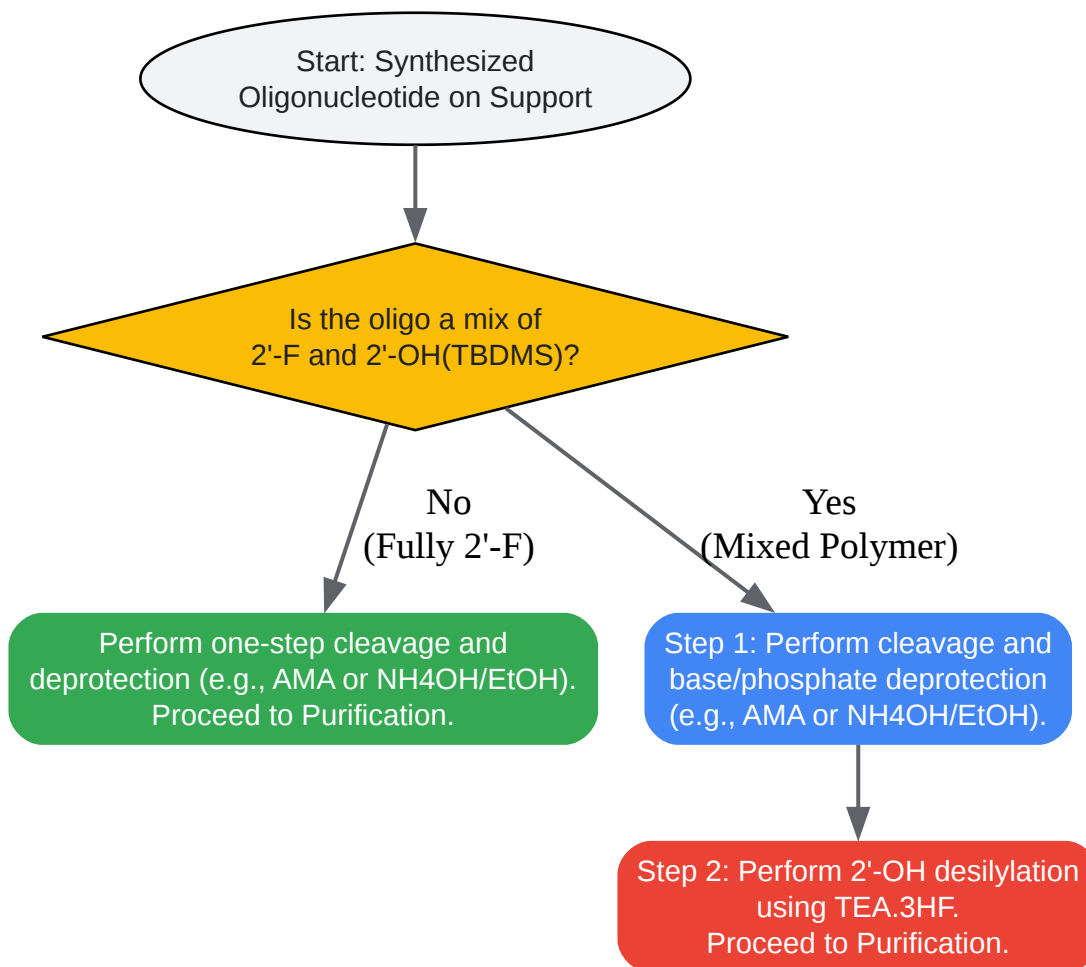 Start: Synthesized
Oligonucleotide on Support
Is the oligo a mix of
2'-F and 2'-OH(TBDMS)?
No
(Fully 2'-F)
Yes
(Mixed Polymer)
Perform one-step cleavage and
deprotection (e.g., AMA or NH4OH/EtOH).
Proceed to Purification.
Step 1: Perform cleavage and
base/phosphate deprotection
(e.g., AMA or NH4OH/EtOH).
Step 2: Perform 2'-OH desilylation
using TEA.3HF.
Proceed to Purification.